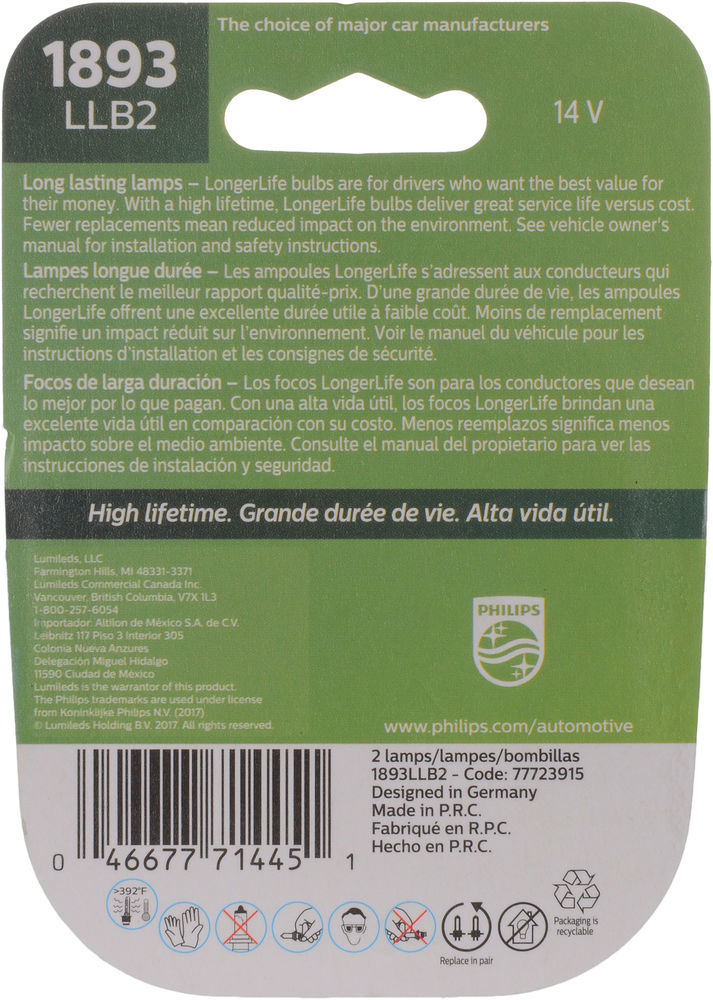 The choice of major car manufacturers
1893
LLB2
14 V
Long lasting lamps – LongerLife bulbs are for drivers who want the best value for
their money. With a high lifetime, LongerLife bulbs deliver great service life versus cost.
Fewer replacements mean reduced impact on the environment. See vehicle owner's
manual for installation and safety instructions.
Lampes longue durée – Les ampoules LongerLife s'adressent aux conducteurs qui
recherchent le meilleur rapport qualité-prix. D'une grande durée de vie, les ampoules
LongerLife offrent une excellente durée utile à faible coût. Moins de remplacement
signifie un impact réduit sur l'environnement. Voir le manuel du véhicule pour les
instructions d'installation et les consignes de sécurité.
Focos de larga duración – Los focos LongerLife son para los conductores que desean
lo mejor por lo que pagan. Con una alta vida útil, los focos LongerLife brindan una
excelente vida útil en comparación con su costo. Menos reemplazos significa menos
impacto sobre el medio ambiente. Consulte el manual del propietario para ver las
instrucciones de instalación y seguridad.
High lifetime. Grande durée de vie. Alta vida útil.
Lumileds, LLC
Farmington Hills, MI 48331-3371
Lumileds Commercial Canada Inc.
Vancouver, British Columbia, V7X 1L3
1-800-257-6054
Importador: Altilon de México S.A. de C.V.
Leibnitz 117 Piso 3 Interior 305
Colonia Nueva Anzures
Delegación Miguel Hidalgo
11590 Ciudad de México
Lumileds is the warrantor of this product.
The Philips trademarks are used under license
from Koninklijke Philips N.V. (2017)
© Lumileds Holding B.V. 2017. All rights reserved.
PHILIPS
www.philips.com/automotive
2 lamps/lampes/bombillas
1893LLB2 - Code: 77723915
Designed in Germany
Made in P.R.C.
Fabriqué en R.P.C.
Hecho en P.R.C.
0 46677 71445 1
>392°F
Replace in pair
Packaging is
recyclable